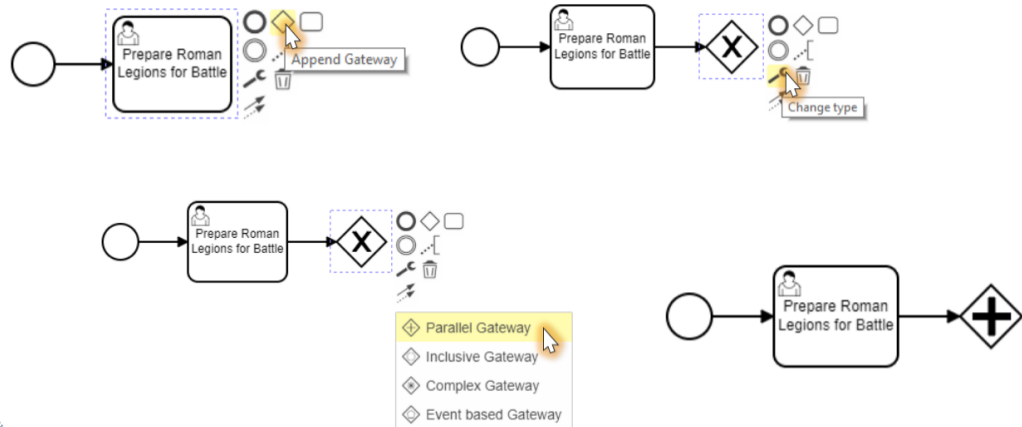 Prepare Roman
Legions for Battle
Append Gateway
Prepare Roman
Legions for Battle
X
Change type
Prepare Roman
Legions for Battle
X
Parallel Gateway
Inclusive Gateway
Complex Gateway
Event based Gateway
Prepare Roman
Legions for Battle